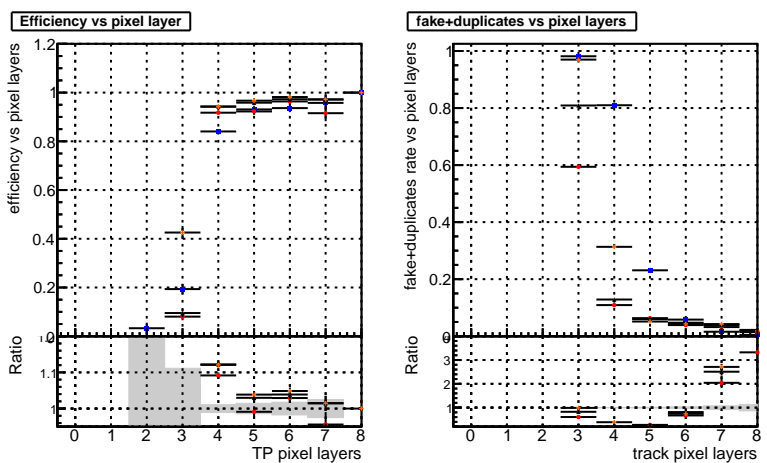 Efficiency vs pixel layer
efficiency vs pixel layers
1.2
1
0.8
0.6
0.4
0.2
0
Ratio
1.2
1.1
1
0 1 2 3 4 5 6 7 8
TP pixel layers
fake+duplicates vs pixel layers
fake+duplicates rate vs pixel layers
1
0.8
0.6
0.4
0.2
0
Ratio
3
2
1
0 1 2 3 4 5 6 7 8
track pixel layers